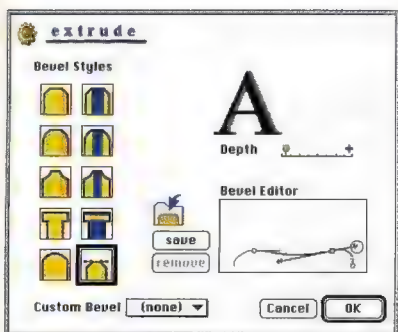 extrude
Bevel Styles
A
Depth
Bevel Editor
save
remove
Custom Bevel (none)
Cancel
OK